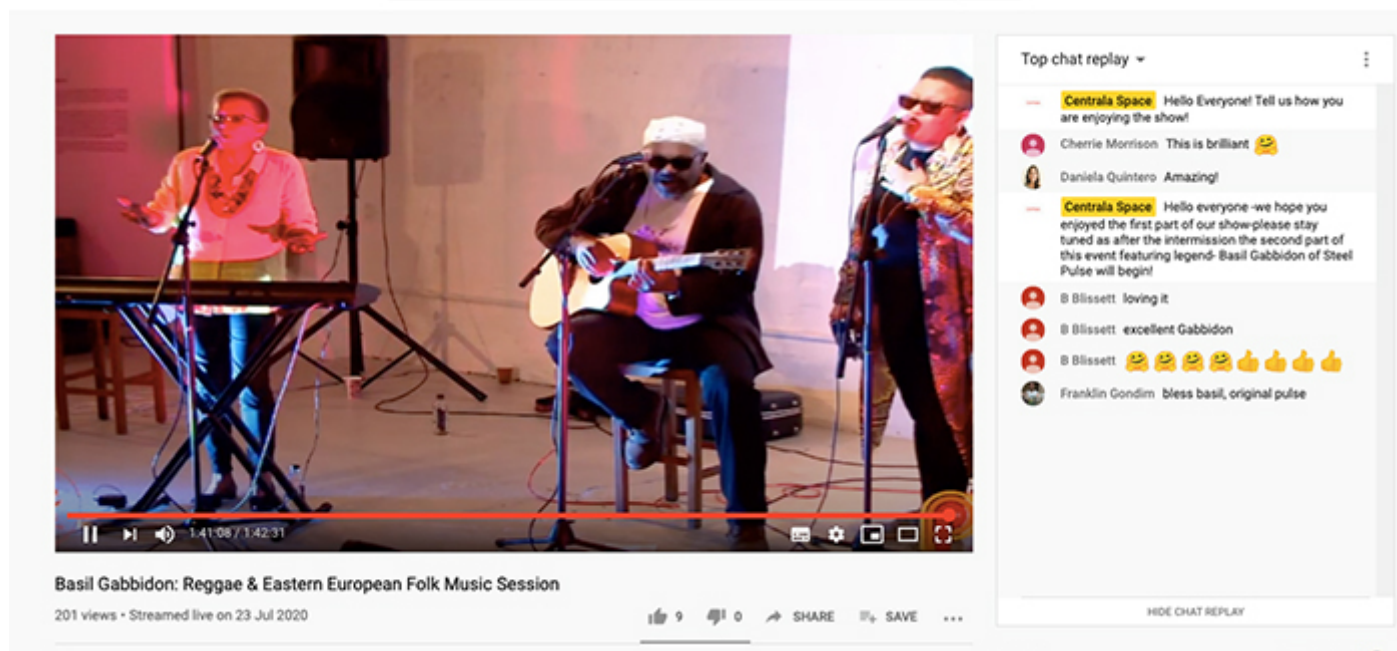 Top chat replay
Centrala Space Hello Everyone! Tell us how you
are enjoying the show!
Cherrie Morrison This is brilliant 🤗
Daniela Quintero Amazing!
Centrala Space Hello everyone -we hope you
enjoyed the first part of our show-please stay
tuned as after the intermission the second part of
this event featuring legend- Basil Gabbidon of Steel
Pulse will begin!
B Blissett loving it
B Blissett excellent Gabbidon
B Blissett 🤗🤗🤗🤗👍👍👍👍
Franklin Gondim bless basil, original pulse
HIDE CHAT REPLAY
1:41:08 / 1:42:31
Basil Gabbidon: Reggae & Eastern European Folk Music Session
201 views • Streamed live on 23 Jul 2020
9 0 SHARE SAVE